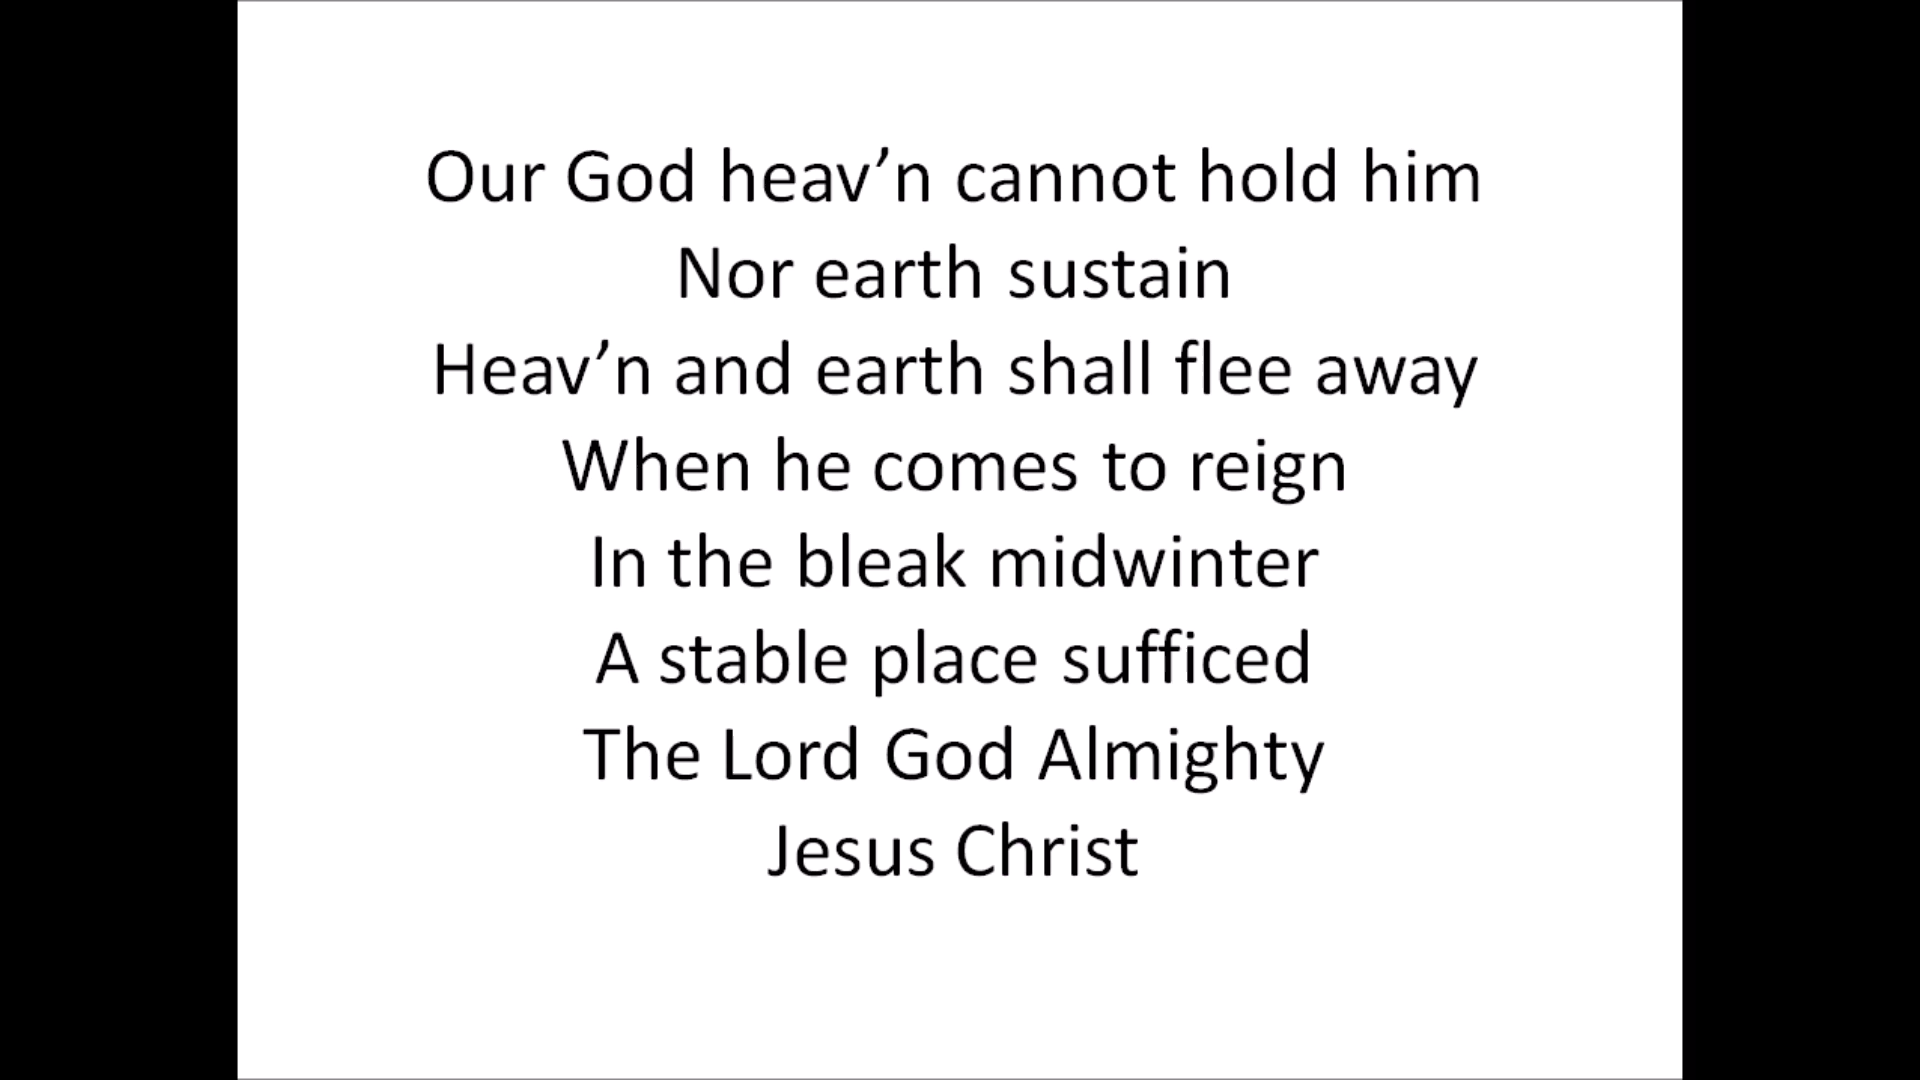 Our God heav’n cannot hold him
Nor earth sustain
Heav’n and earth shall flee away
When he comes to reign
In the bleak midwinter
A stable place sufficed
The Lord God Almighty
Jesus Christ